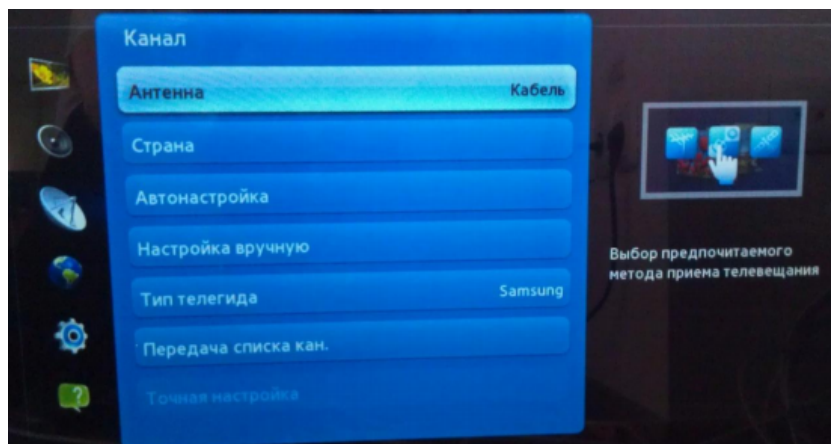 Канал
Антенна Кабель
Страна
Автонастройка
Настройка вручную
Тип телегида Samsung
Передача списка кан.
Точная настройка
Выбор предпочитаемого
метода приема телевещания